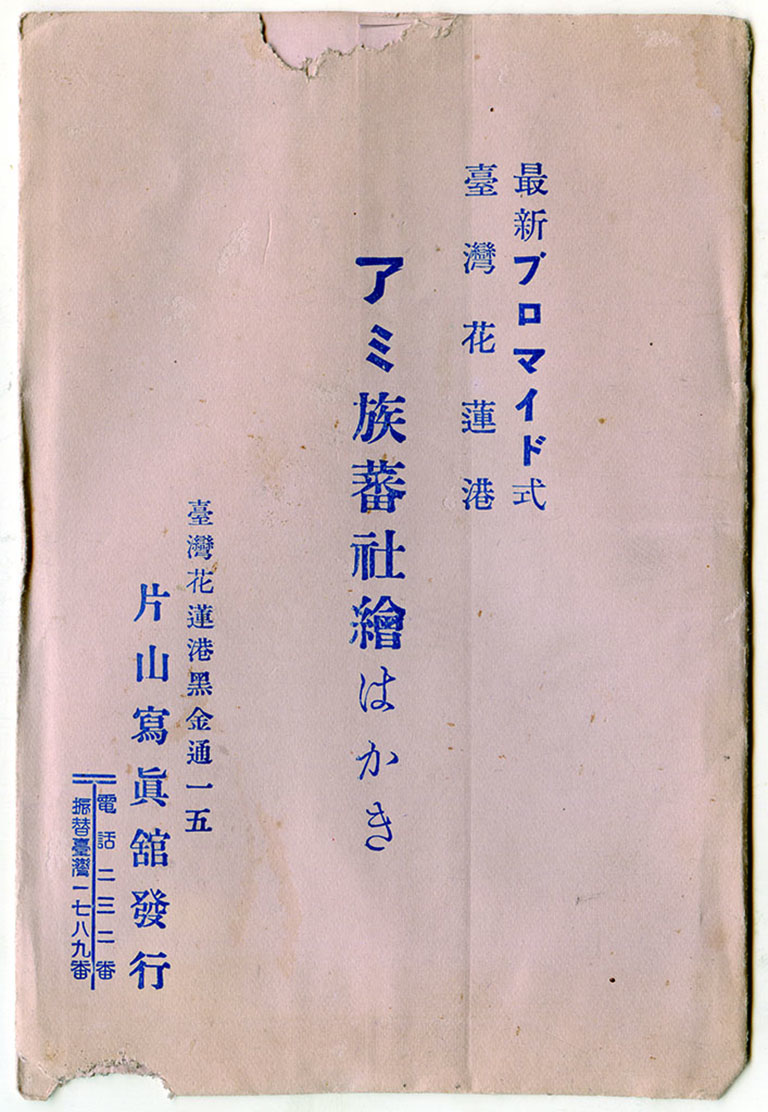 最新ブロマイド式
臺灣花蓮港
アミ族蕃社繪はかき
臺灣花蓮港黑金通一五
片山寫眞舘發行
電話二三二番
振替臺灣一七八九番